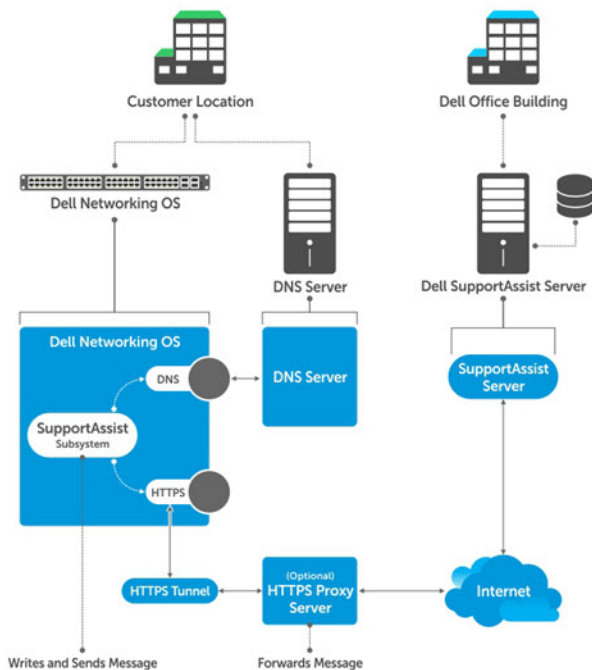 Customer Location
Dell Office Building
Dell Networking OS
DNS Server
Dell SupportAssist Server
Dell Networking OS
DNS
DNS Server
SupportAssist
Server
SupportAssist
Subsystem
HTTPS
HTTPS Tunnel
(Optional)
HTTPS Proxy
Server
Internet
Writes and Sends Message
Forwards Message